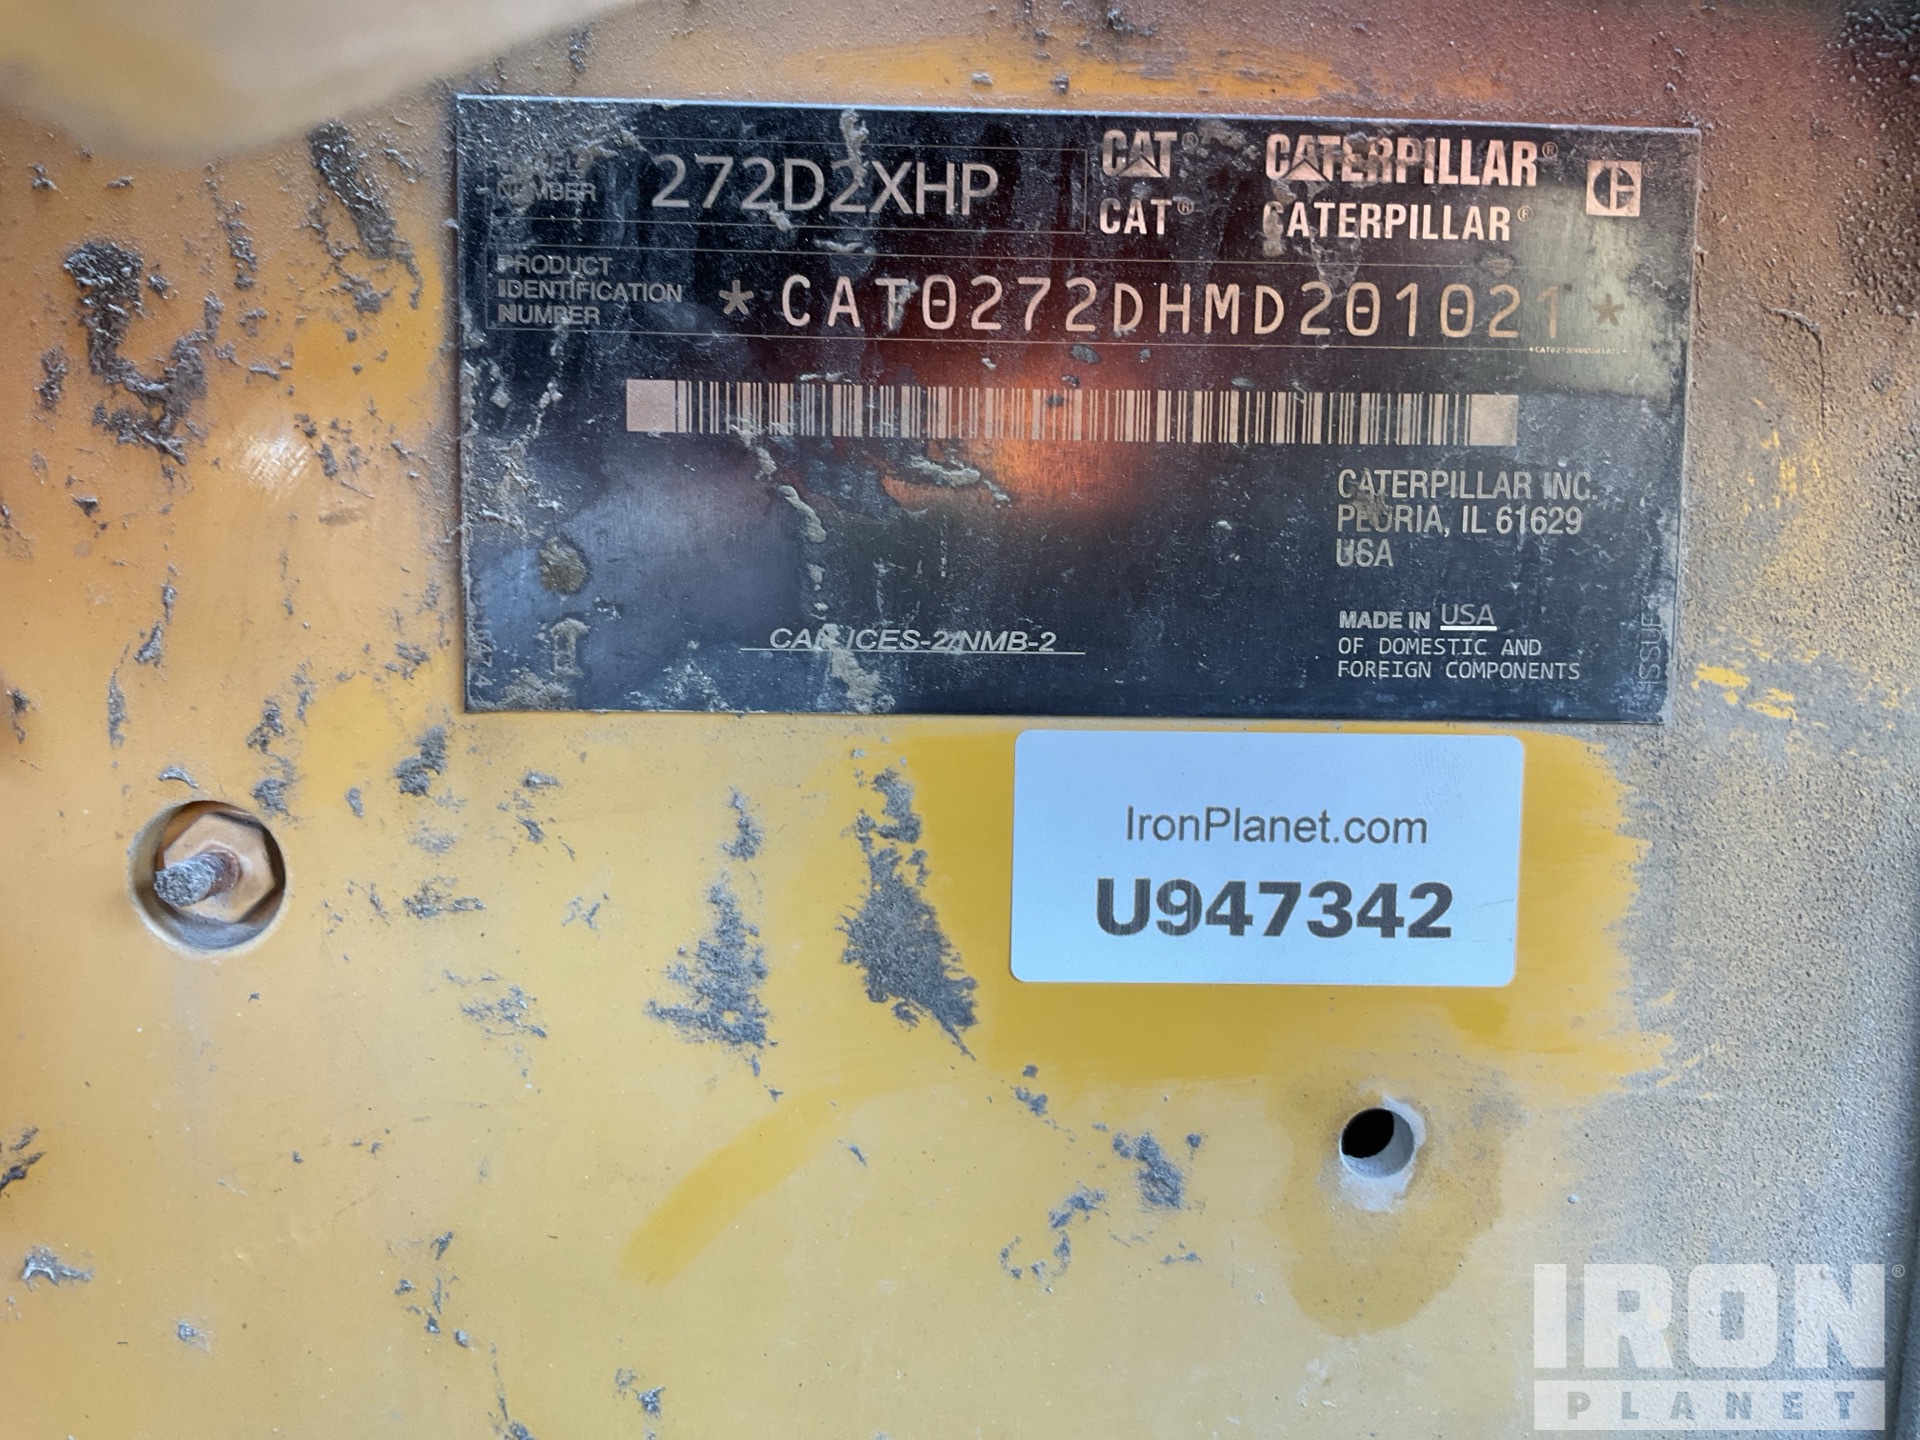 NUMBER 272D2XHP
CAT® CATERPILLAR®
CAT® CATERPILLAR®
PRODUCT
IDENTIFICATION
NUMBER
*CAT0272DHMD201021*
*CAT0272DHMD201021*
CATERPILLAR INC.
PEORIA, IL 61629
USA
CAN ICES-2/NMB-2
MADE IN USA
OF DOMESTIC AND
FOREIGN COMPONENTS
IronPlanet.com
U947342
IRON®
PLANET